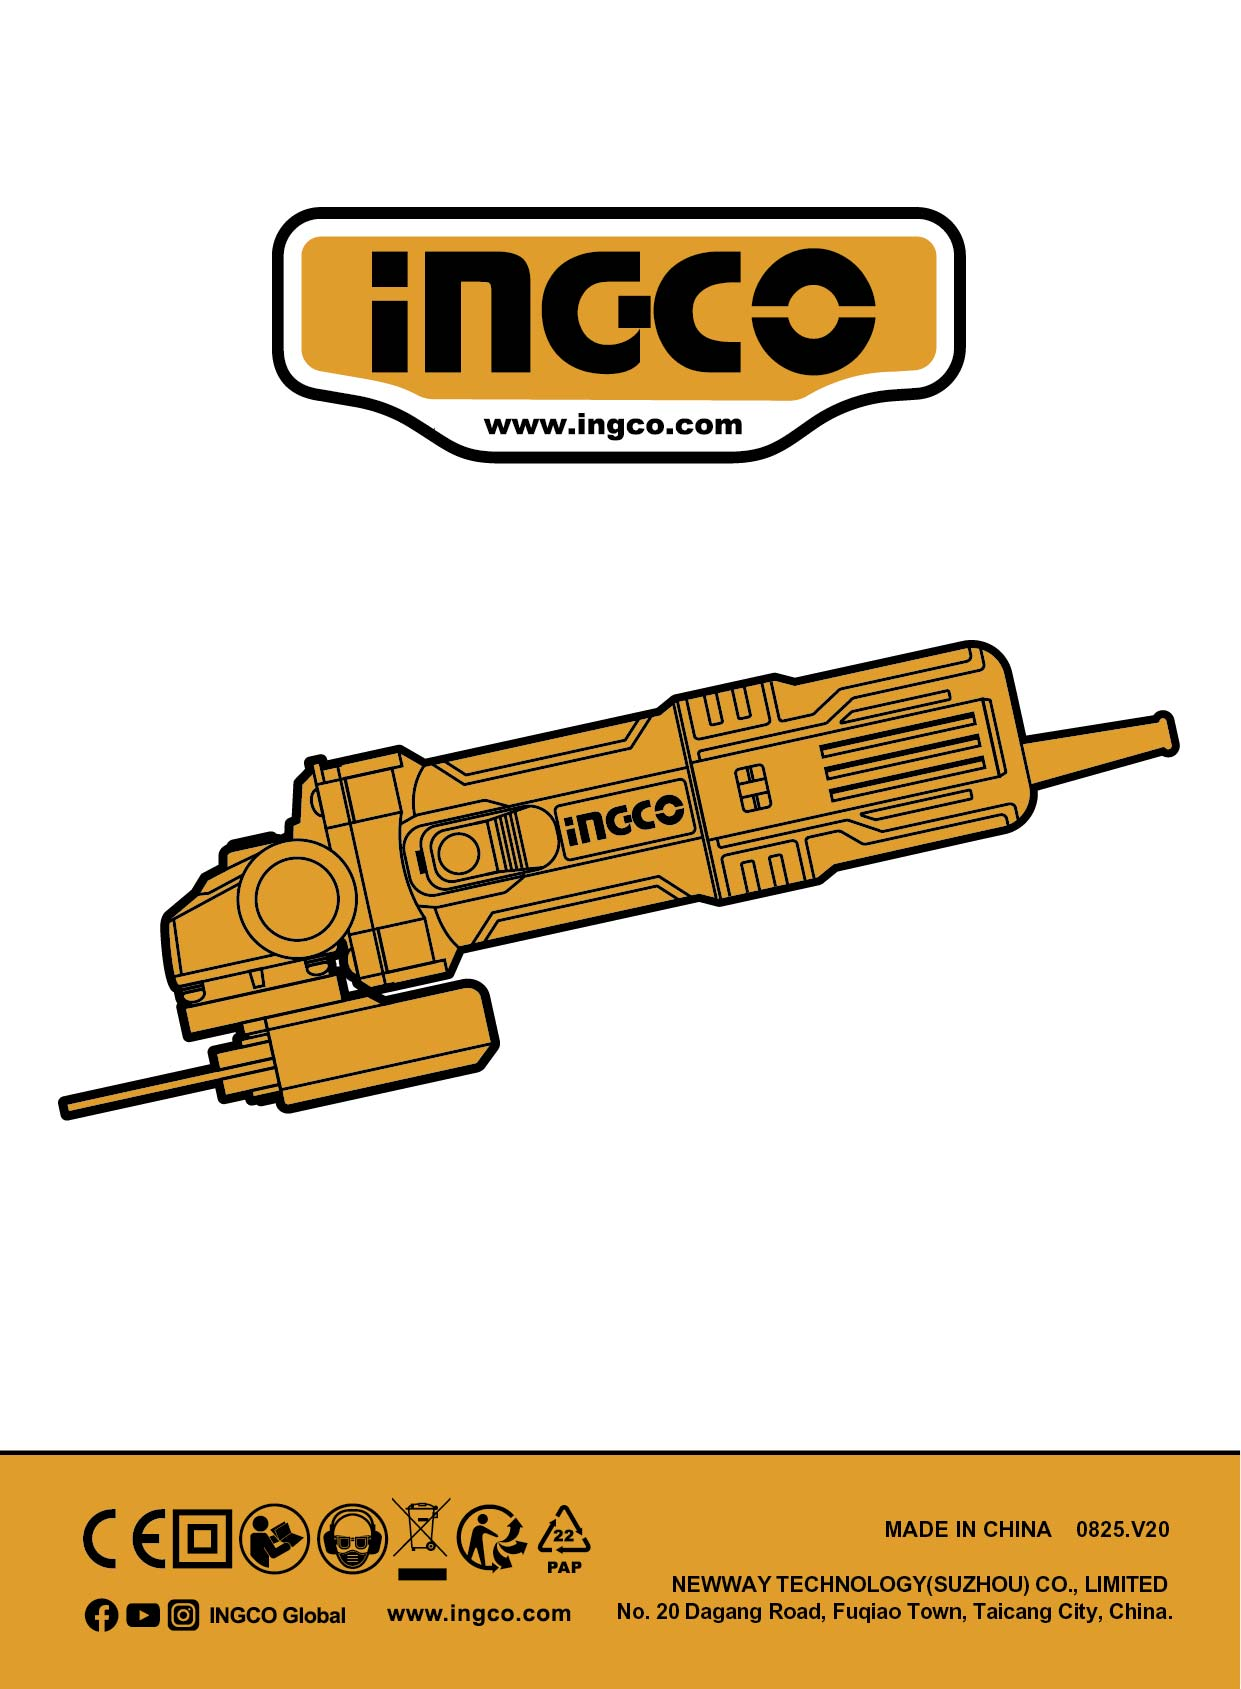 INGCO
www.ingco.com
INGCO
22
PAP
MADE IN CHINA 0825.V20
NEWWAY TECHNOLOGY(SUZHOU) CO., LIMITED
No. 20 Dagang Road, Fuqiao Town, Taicang City, China.
CE
INGCO Global www.ingco.com